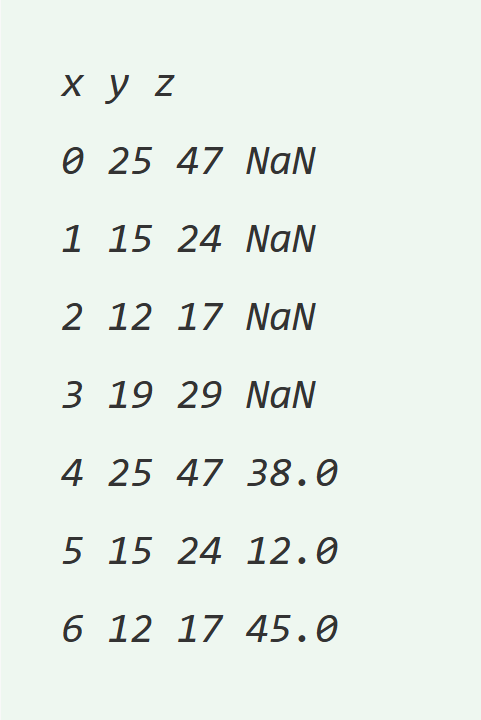 x y z
0 25 47 NaN
1 15 24 NaN
2 12 17 NaN
3 19 29 NaN
4 25 47 38.0
5 15 24 12.0
6 12 17 45.0